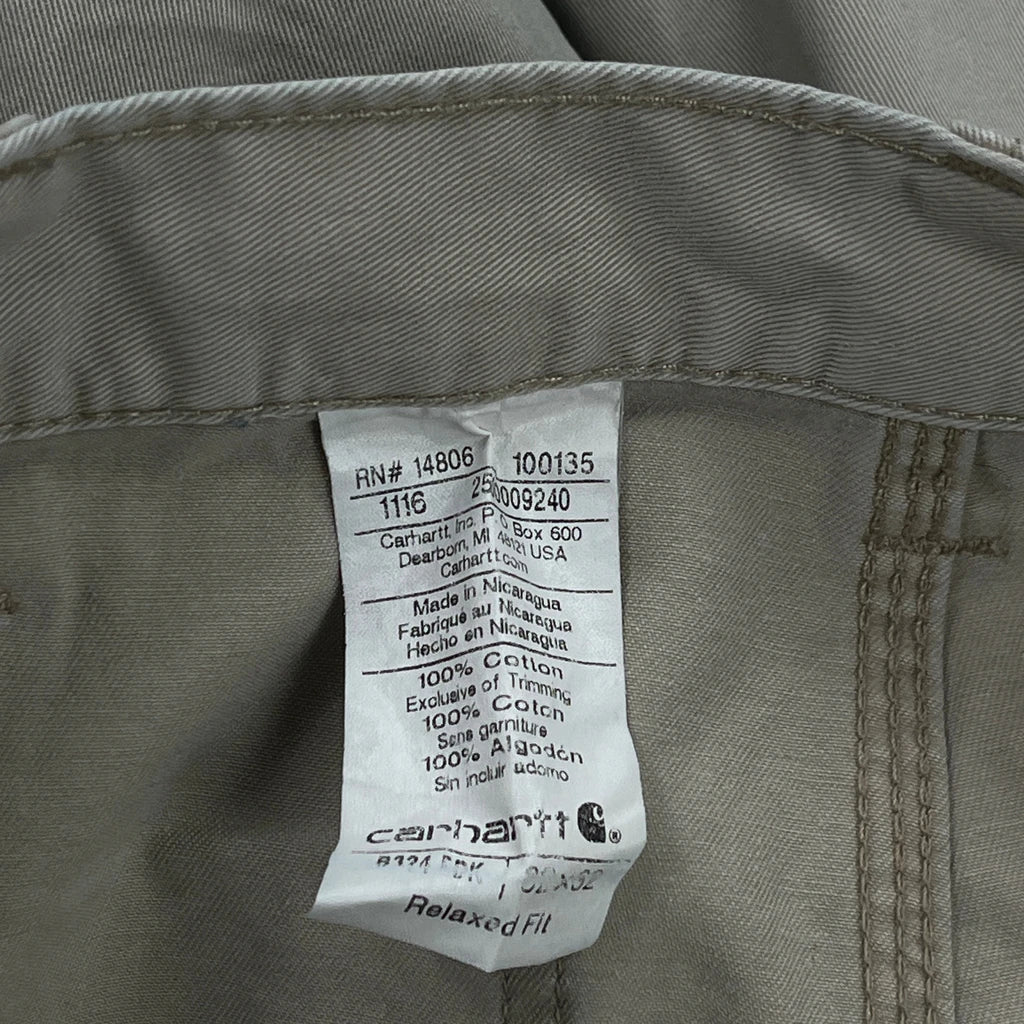 RN# 14806 100135
1116 2500009240
Carhartt, Inc. P.O Box 600
Dearborn, MI 48121 USA
Carhartt.com
Made in Nicaragua
Fabriqué au Nicaragua
Hecho en Nicaragua
100% Cotton
Exclusive of Trimming
100% Coton
Sans garniture
100% Algodón
Sin incluir adorno
carhartt ®
Relaxed Fit